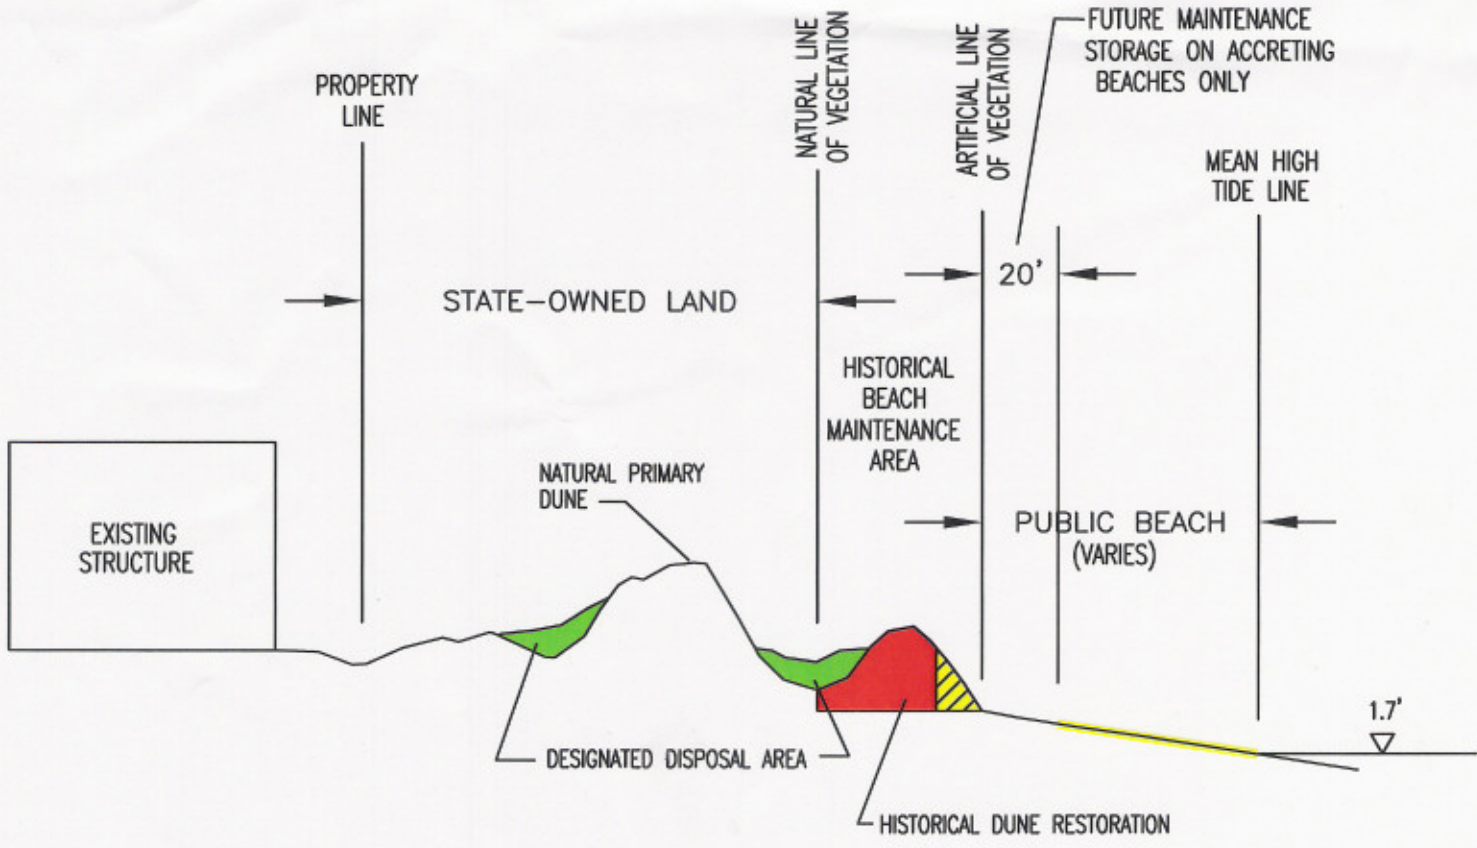 PROPERTY
LINE
NATURAL LINE
OF VEGETATION
ARTIFICIAL LINE
OF VEGETATION
FUTURE MAINTENANCE
STORAGE ON ACCRETING
BEACHES ONLY
MEAN HIGH
TIDE LINE
20'
STATE-OWNED LAND
HISTORICAL
BEACH
MAINTENANCE
AREA
NATURAL PRIMARY
DUNE
PUBLIC BEACH
(VARIES)
EXISTING
STRUCTURE
1.7'
DESIGNATED DISPOSAL AREA
HISTORICAL DUNE RESTORATION